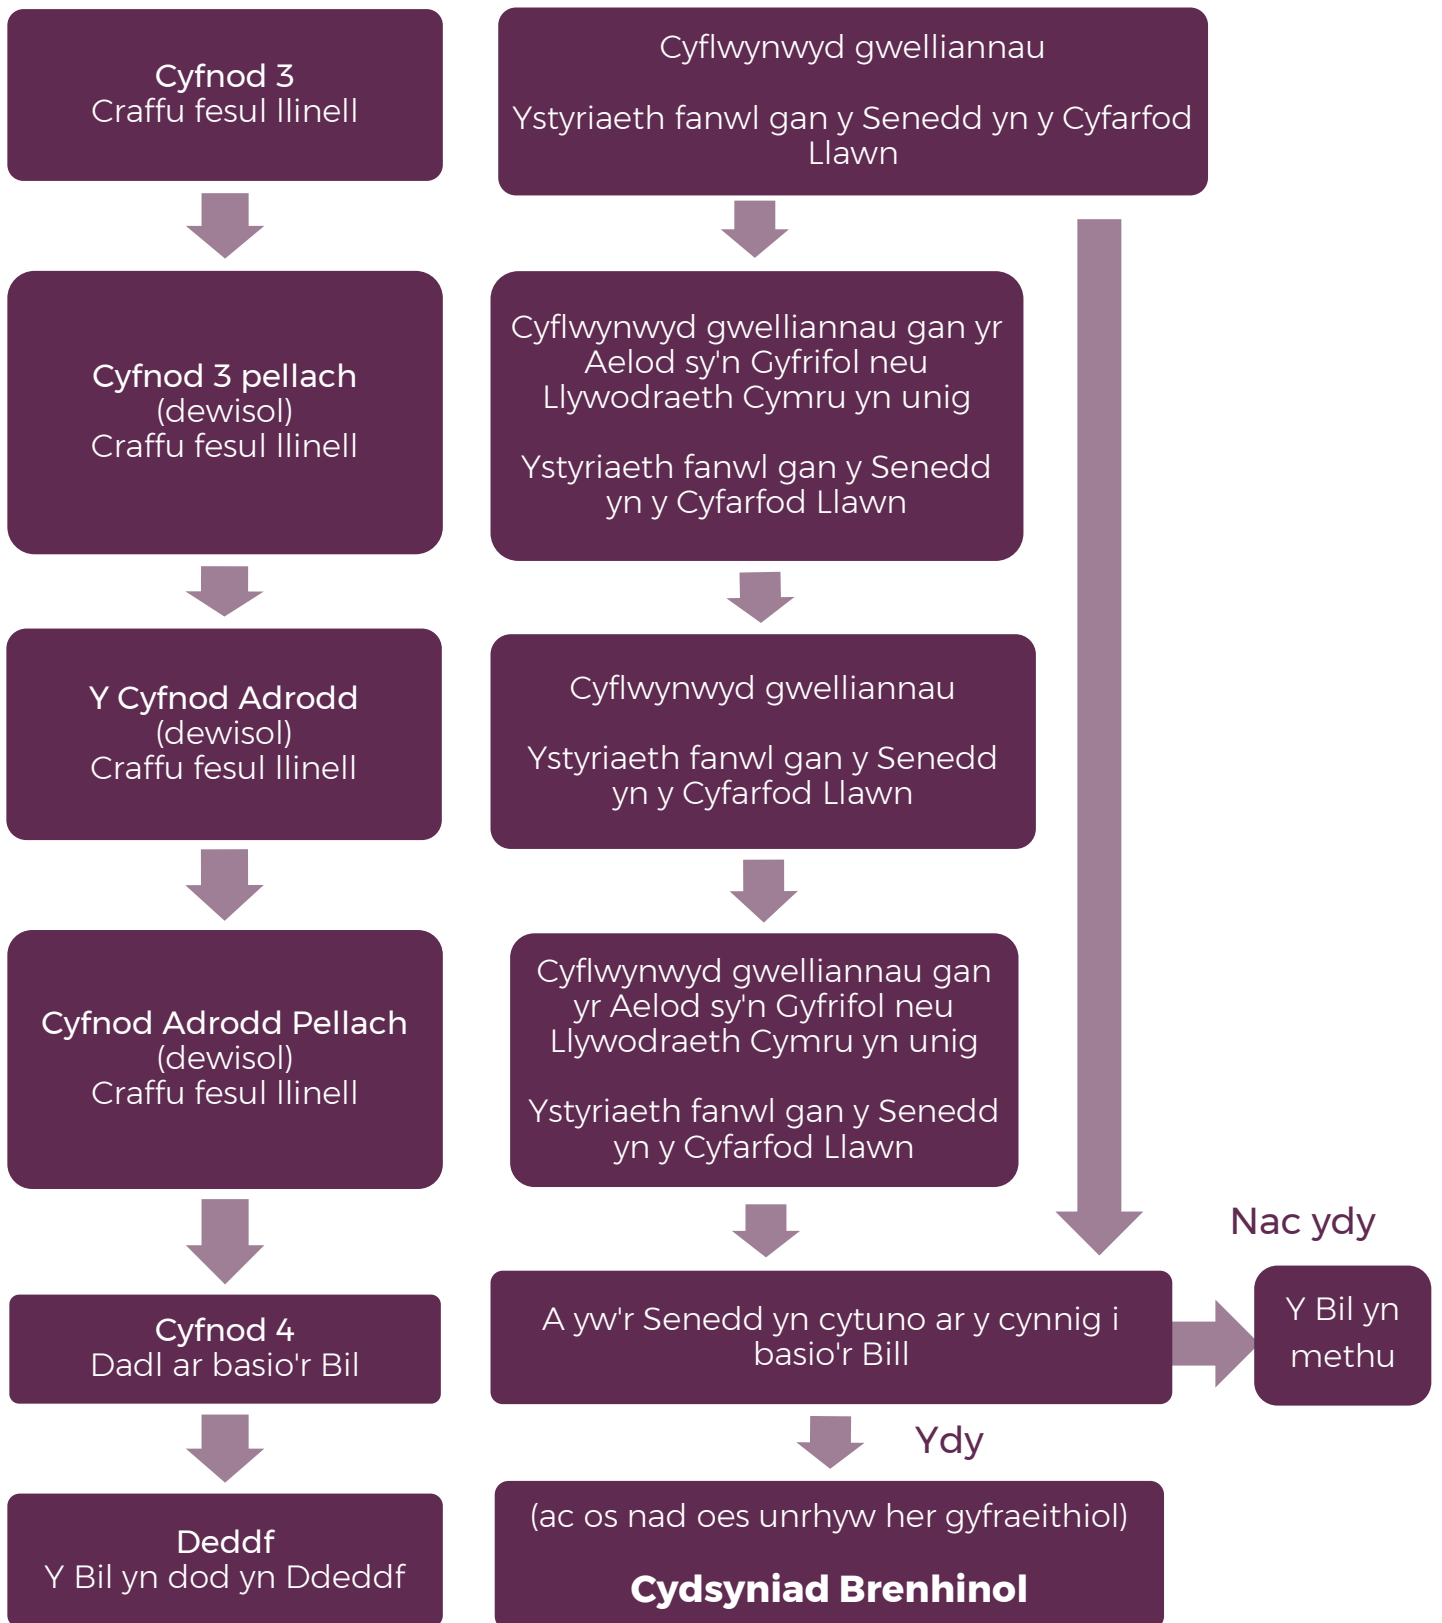 Cyfnod 3
Craffu fesul llinell
Cyflwynwyd gwelliannau
Ystyriaeth fanwl gan y Senedd yn y Cyfarfod
Llawn
Cyfnod 3 pellach
(dewisol)
Craffu fesul llinell
Cyflwynwyd gwelliannau gan yr
Aelod sy'n Gyfrifol neu
Llywodraeth Cymru yn unig
Ystyriaeth fanwl gan y Senedd
yn y Cyfarfod Llawn
Y Cyfnod Adrodd
(dewisol)
Craffu fesul llinell
Cyflwynwyd gwelliannau
Ystyriaeth fanwl gan y Senedd
yn y Cyfarfod Llawn
Cyfnod Adrodd Pellach
(dewisol)
Craffu fesul llinell
Cyflwynwyd gwelliannau gan
yr Aelod sy'n Gyfrifol neu
Llywodraeth Cymru yn unig
Ystyriaeth fanwl gan y Senedd
yn y Cyfarfod Llawn
Cyfnod 4
Dadl ar basio'r Bil
A yw'r Senedd yn cytuno ar y cynnig i
basio'r Bill
Nac ydy
Y Bil yn
methu
Ydy
Deddf
Y Bil yn dod yn Ddeddf
(ac os nad oes unrhyw her gyfraeithiol)
Cydsyniad Brenhinol